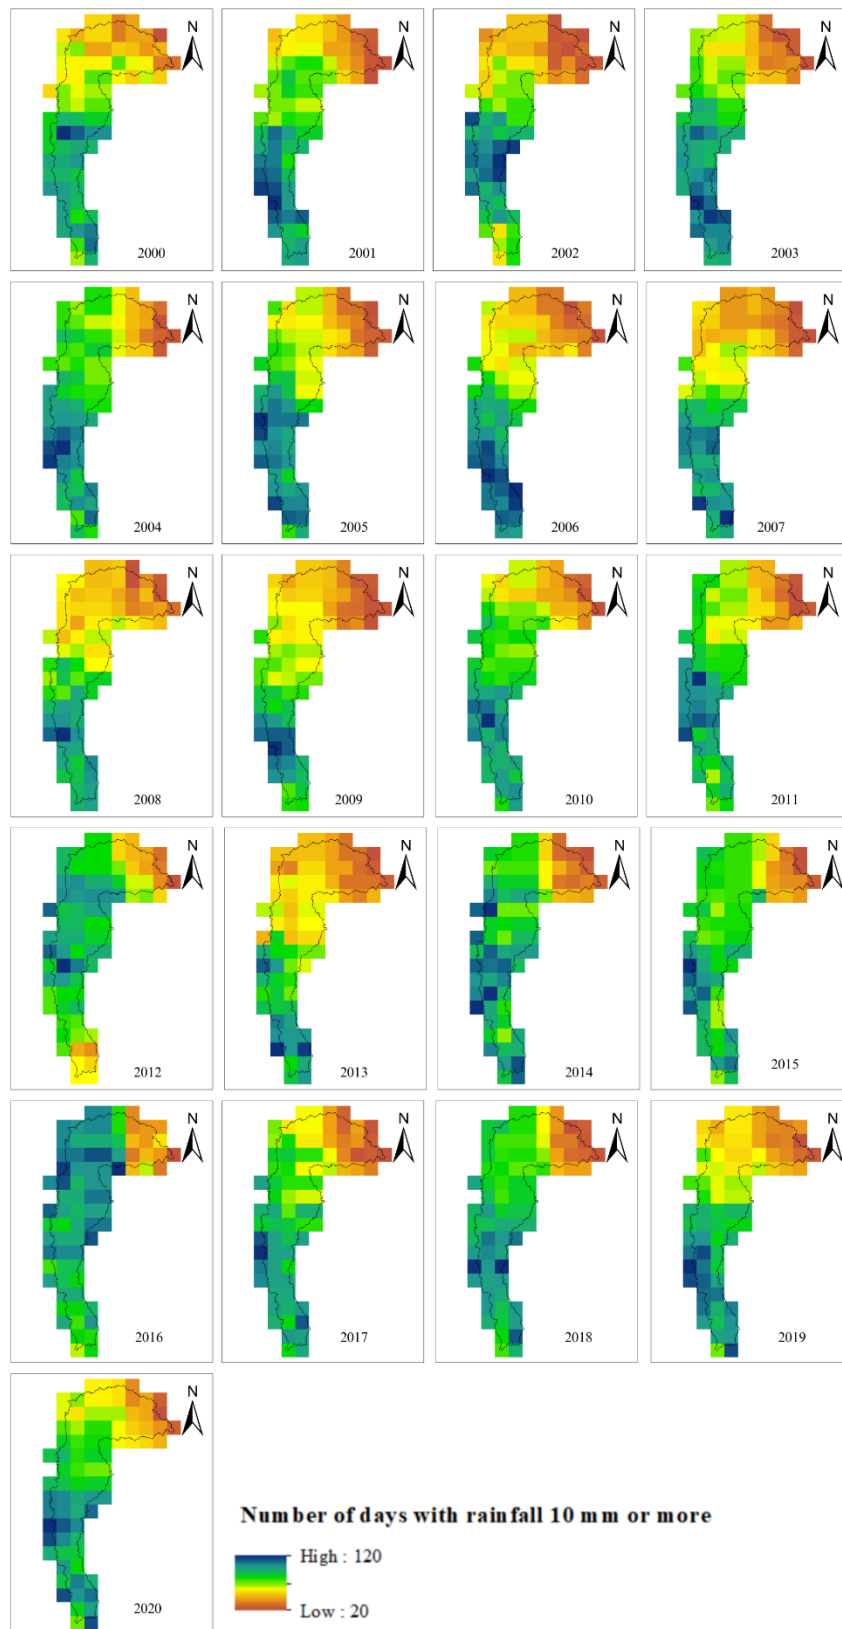 N N N N
2000 2001 2002 2003
N N N N
2004 2005 2006 2007
N N N N
2008 2009 2010 2011
N N N N
2012 2013 2014 2015
N N N N
2016 2017 2018 2019
N
2020
Number of days with rainfall 10 mm or more
High : 120
Low : 20